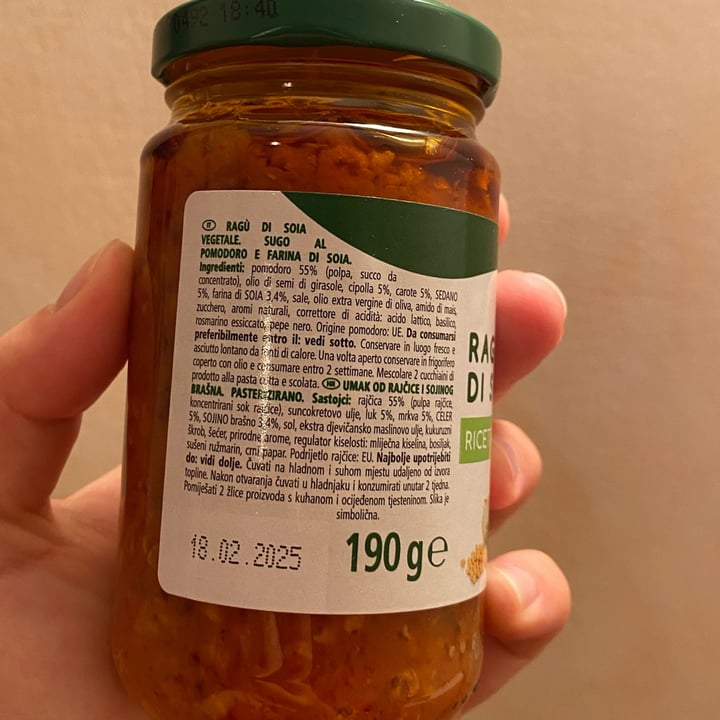 0492 18:40
IT RAGÙ DI SOIA
VEGETALE. SUGO AL
POMODORO E FARINA DI SOIA.
Ingredienti: pomodoro 55% (polpa, succo da
concentrato), olio di semi di girasole, cipolla 5%, carote 5%, SEDANO
5%, farina di SOIA 3,4%, sale, olio extra vergine di oliva, amido di mais,
zucchero, aromi naturali, correttore di acidità: acido lattico, basilico,
rosmarino essiccato, pepe nero. Origine pomodoro: UE. Da consumarsi
preferibilmente entro il: vedi sotto. Conservare in luogo fresco e
asciutto lontano da fonti di calore. Una volta aperto conservare in frigorifero
coperto con olio e consumare entro 2 settimane. Mescolare 2 cucchiaini di
prodotto alla pasta cotta e scolata. HR UMAK OD RAJČICE I SOJINOG
BRAŠNA. PASTERIZIRANO. Sastojci: rajčica 55% (pulpa rajčice,
koncentrirani sok rajčice), suncokretovo ulje, luk 5%, mrkva 5%, CELER
5%, SOJINO brašno 3,4%, sol, ekstra djevičansko maslinovo ulje, kukuruzni
škrob, šećer, prirodne arome, regulator kiselosti: mliječna kiselina, bosiljak,
sušeni ružmarin, crni papar. Podrijetlo rajčice: EU. Najbolje upotrijebiti
do: vidi dolje. Čuvati na hladnom i suhom mjestu udaljeno od izvora
topline. Nakon otvaranja čuvati u hladnjaku i konzumirati unutar 2 tjedna.
Pomiješati 2 žlice proizvoda s kuhanom i ocijeđenom tjesteninom. Slika je
simbolična.
18.02.2025 190 g e
RAG
DI S
RICET